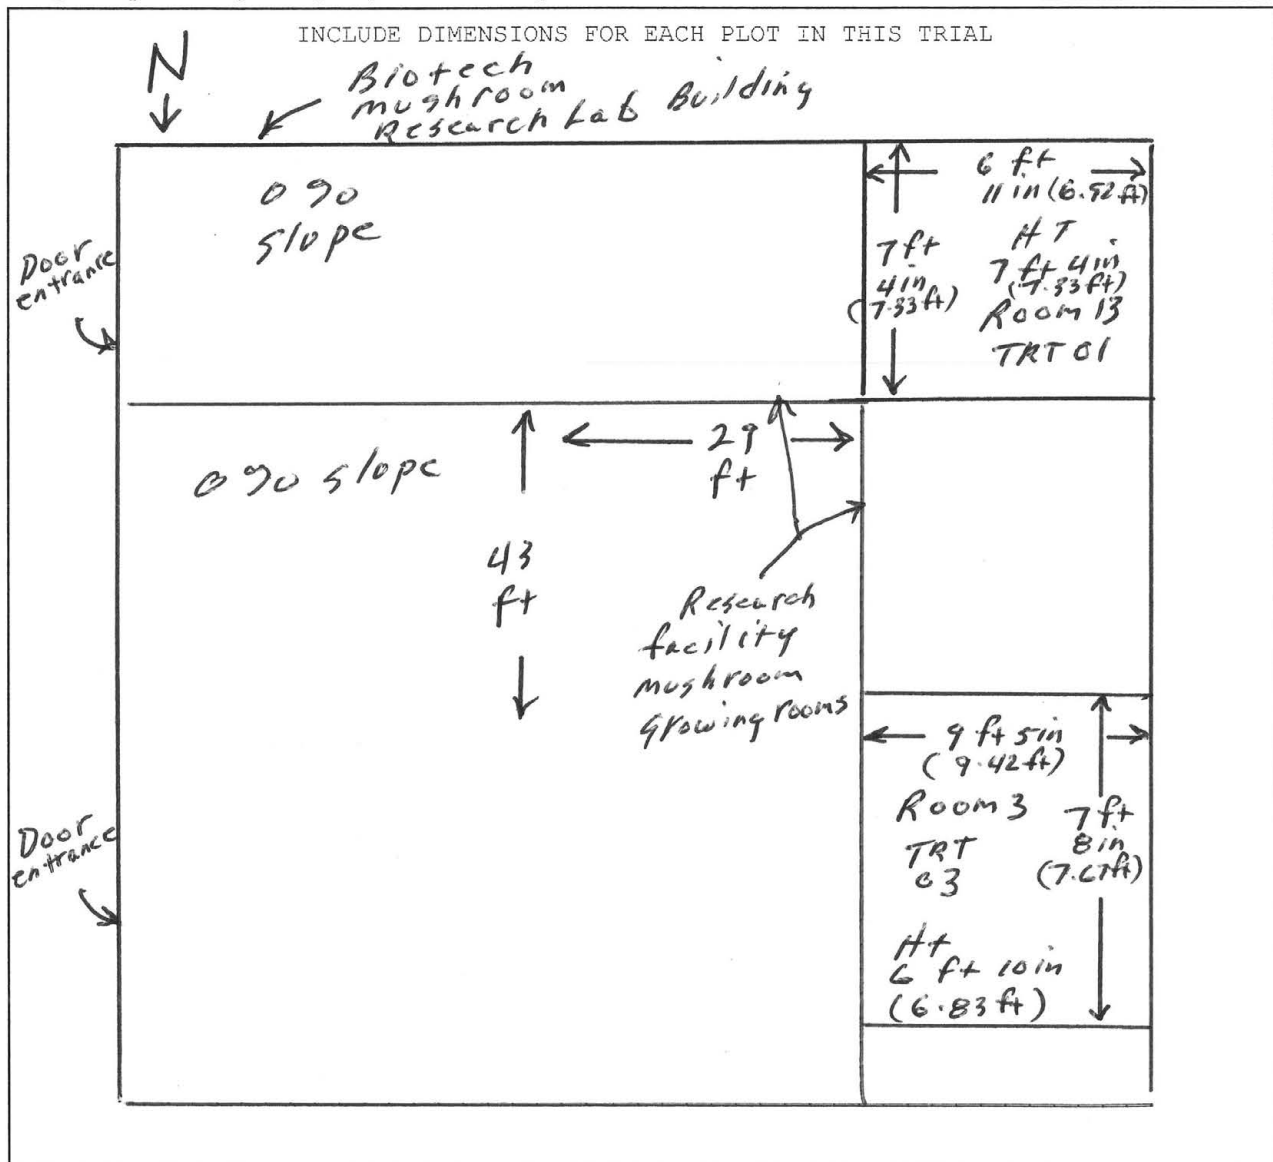 INCLUDE DIMENSIONS FOR EACH PLOT IN THIS TRIAL
N
Biotech
mushroom
Research Lab Building
0 % 
slope
Door
entrance
6 ft
11 in (6.92 ft)
7 ft
4 in
(7.33 ft)
HT
7 ft 4 in
(7.33 ft)
Room 13
TRT 01
0 % slope
29
ft
43
ft
Research
facility
mushroom
Growing rooms
9 ft 5 in
(9.42 ft)
Room 3
TRT
03
7 ft
8 in
(7.67 ft)
Ht
6 ft 10 in
(6.83 ft)
Door
entrance